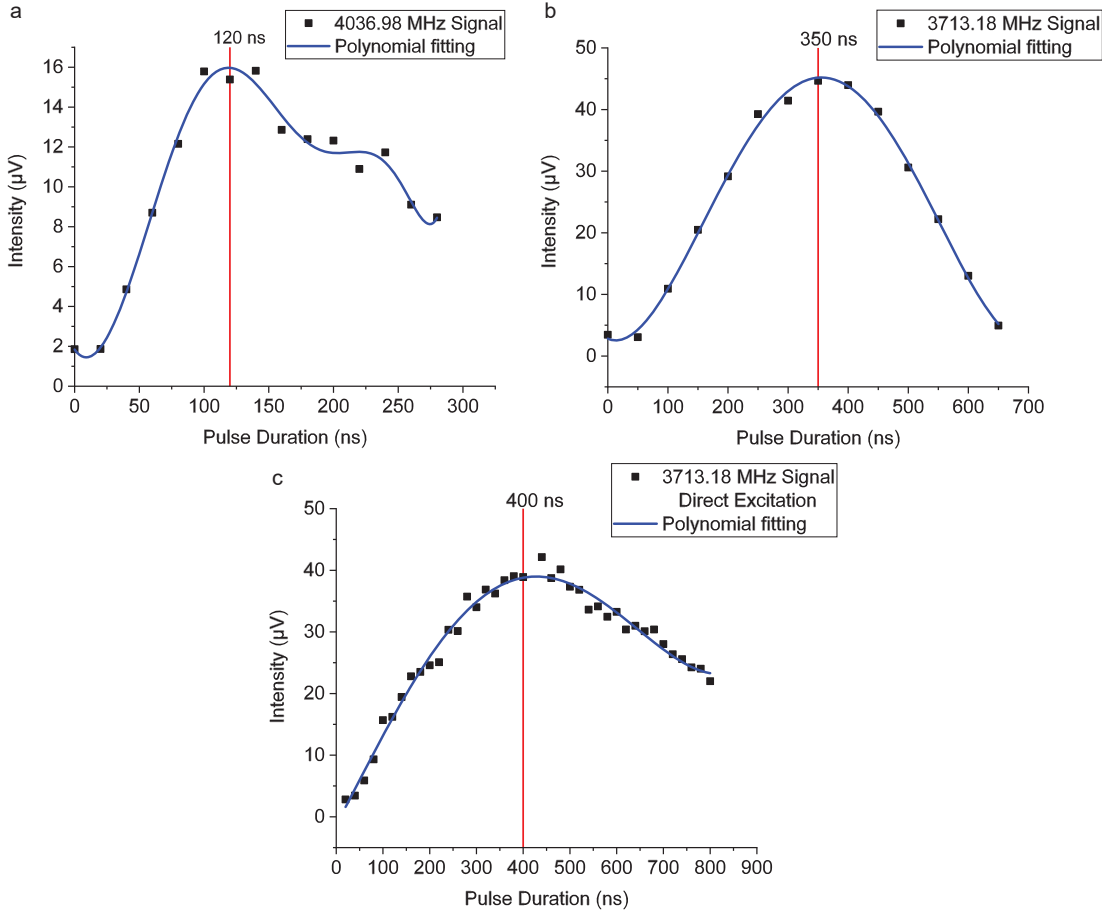 a
4036.98 MHz Signal
Polynomial fitting
120 ns
16
14
12
10
8
6
4
2
0
Intensity (µV)
0
50
100
150
200
250
300
Pulse Duration (ns)
b
3713.18 MHz Signal
Polynomial fitting
350 ns
50
40
30
20
10
0
Intensity (µV)
0
100
200
300
400
500
600
700
Pulse Duration (ns)
c
3713.18 MHz Signal
Direct Excitation
Polynomial fitting
400 ns
50
40
30
20
10
0
Intensity (µV)
0
100
200
300
400
500
600
700
800
900
Pulse Duration (ns)